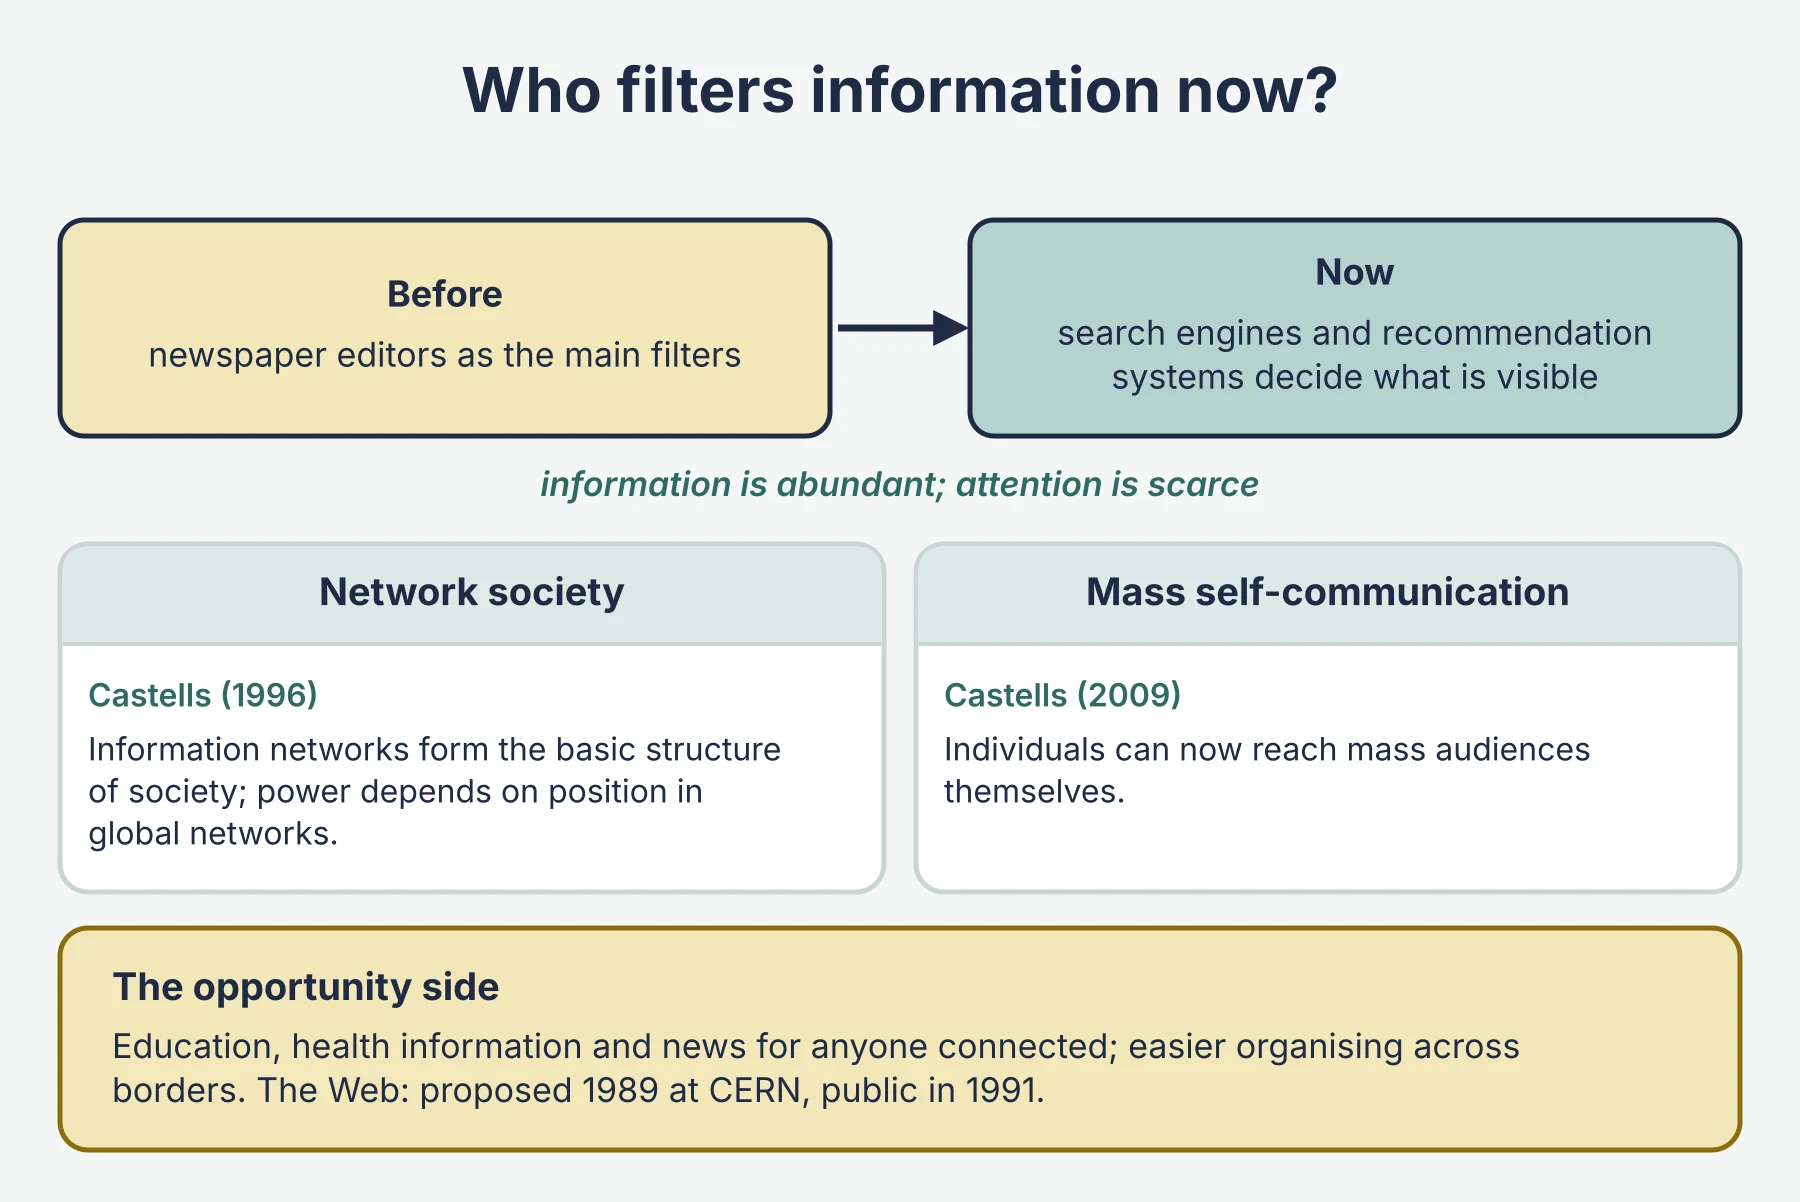 Who filters information now?
Before
newspaper editors as the main filters
Now
search engines and recommendation
systems decide what is visible
information is abundant; attention is scarce
Network society
Castells (1996)
Information networks form the basic structure
of society; power depends on position in
global networks.
Mass self-communication
Castells (2009)
Individuals can now reach mass audiences
themselves.
The opportunity side
Education, health information and news for anyone connected; easier organising across
borders. The Web: proposed 1989 at CERN, public in 1991.